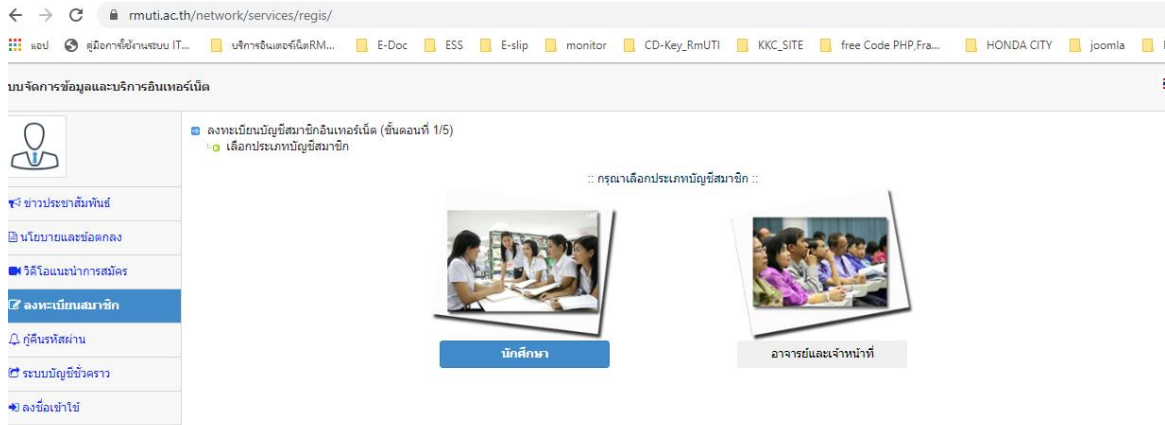 rmuti.ac.th/network/services/regis/
แอป คู่มือการใช้งานระบบ IT... บริการอินเตอร์เน็ตRM... E-Doc ESS E-slip monitor CD-Key_RmUTI KKC_SITE free Code PHP,Fra... HONDA CITY joomla
บบจัดการข้อมูลและบริการอินเทอร์เน็ต
ลงทะเบียนบัญชีสมาชิกอินเทอร์เน็ต (ขั้นตอนที่ 1/5)
เลือกประเภทบัญชีสมาชิก
:: กรุณาเลือกประเภทบัญชีสมาชิก ::
ข่าวประชาสัมพันธ์
นโยบายและข้อตกลง
วิดีโอแนะนำการสมัคร
ลงทะเบียนสมาชิก
กู้คืนรหัสผ่าน
ระบบบัญชีชั่วคราว
ลงชื่อเข้าใช้
นักศึกษา
อาจารย์และเจ้าหน้าที่